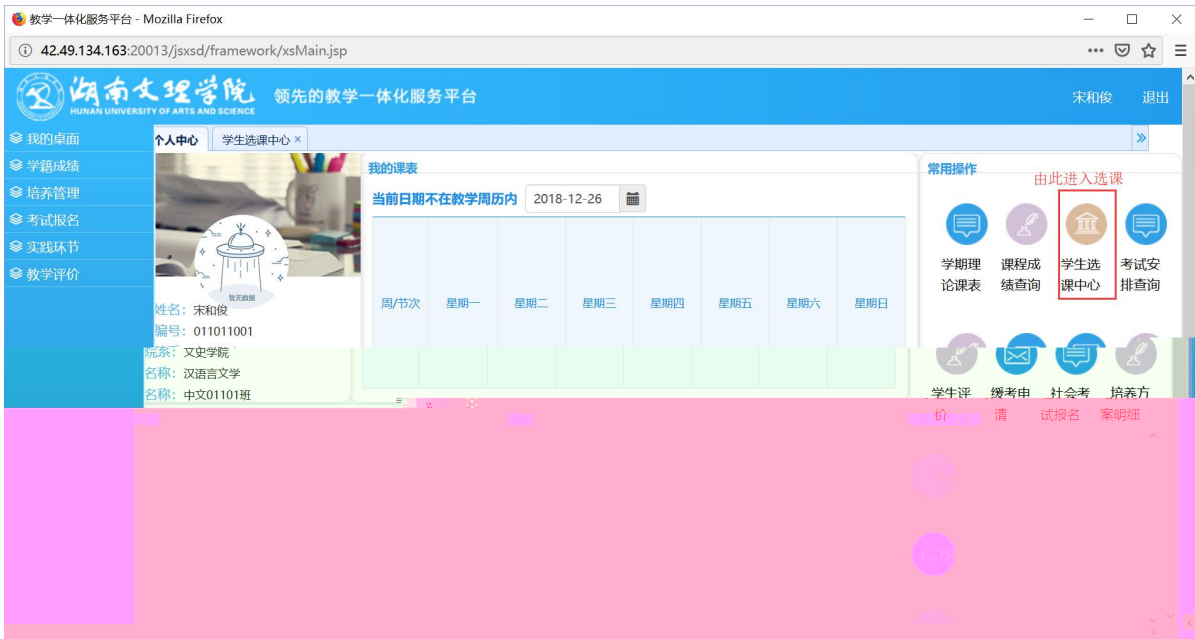 教学一体化服务平台 - Mozilla Firefox
42.49.134.163:20013/jsxsd/framework/xsMain.jsp
湖南文理学院
HUNAN UNIVERSITY OF ARTS AND SCIENCE
领先的教学一体化服务平台
宋和俊 退出
我的桌面
学籍成绩
培养管理
考试报名
实践环节
教学评价
个人中心 学生选课中心 ×
暂无数据
姓名：宋和俊
编号：011011001
院系：文史学院
名称：汉语言文学
名称：中文01101班
我的课表
当前日期不在教学周历内 2018-12-26
周/节次 星期一 星期二 星期三 星期四 星期五 星期六 星期日
常用操作
由此进入选课
学期理论课表
课程成绩查询
学生选课中心
考试安排查询
学生评价
缓考申请
社会考试报名
培养方案明细